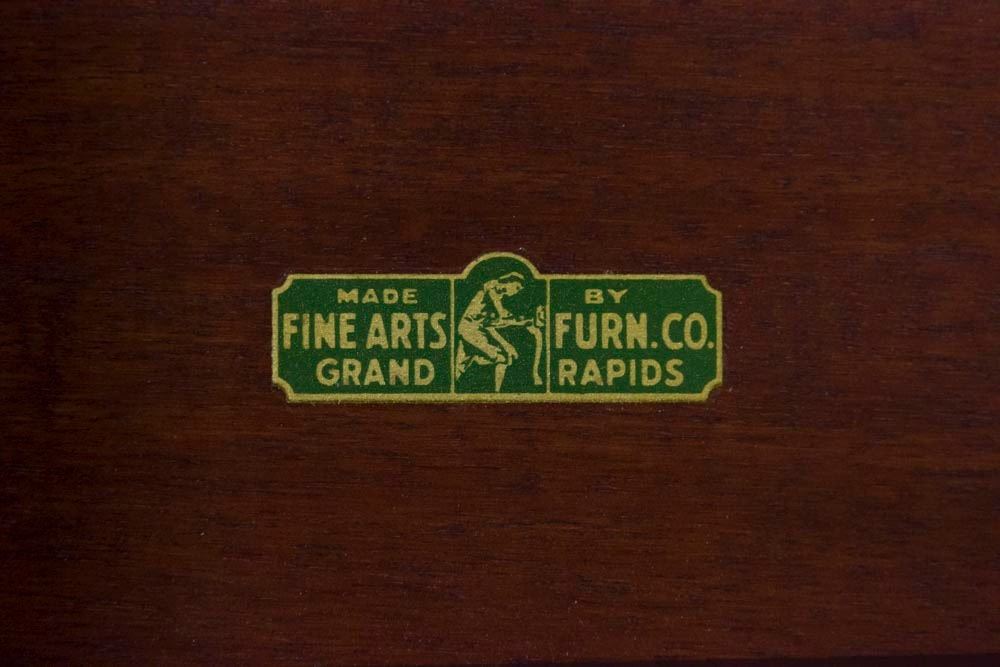 MADE BY
FINE ARTS FURN. CO.
GRAND RAPIDS